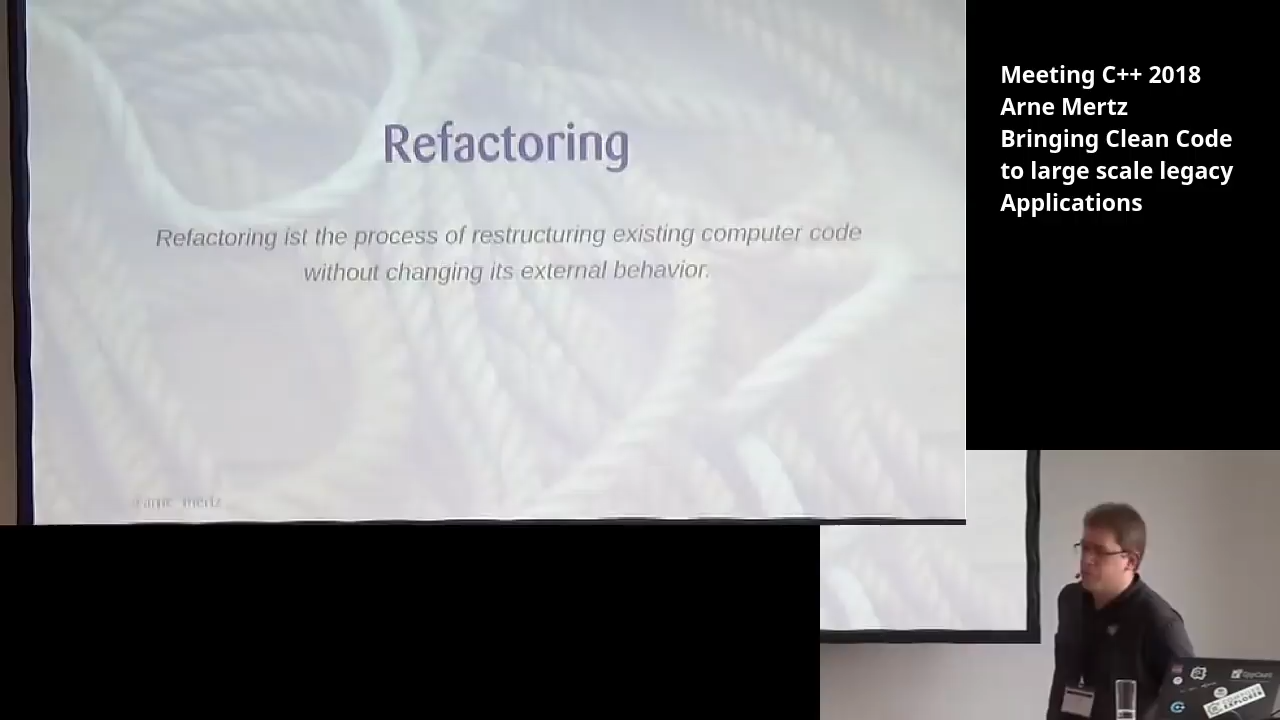 Refactoring
Refactoring ist the process of restructuring existing computer code
without changing its external behavior.
Meeting C++ 2018
Arne Mertz
Bringing Clean Code
to large scale legacy
Applications
EXPLORER